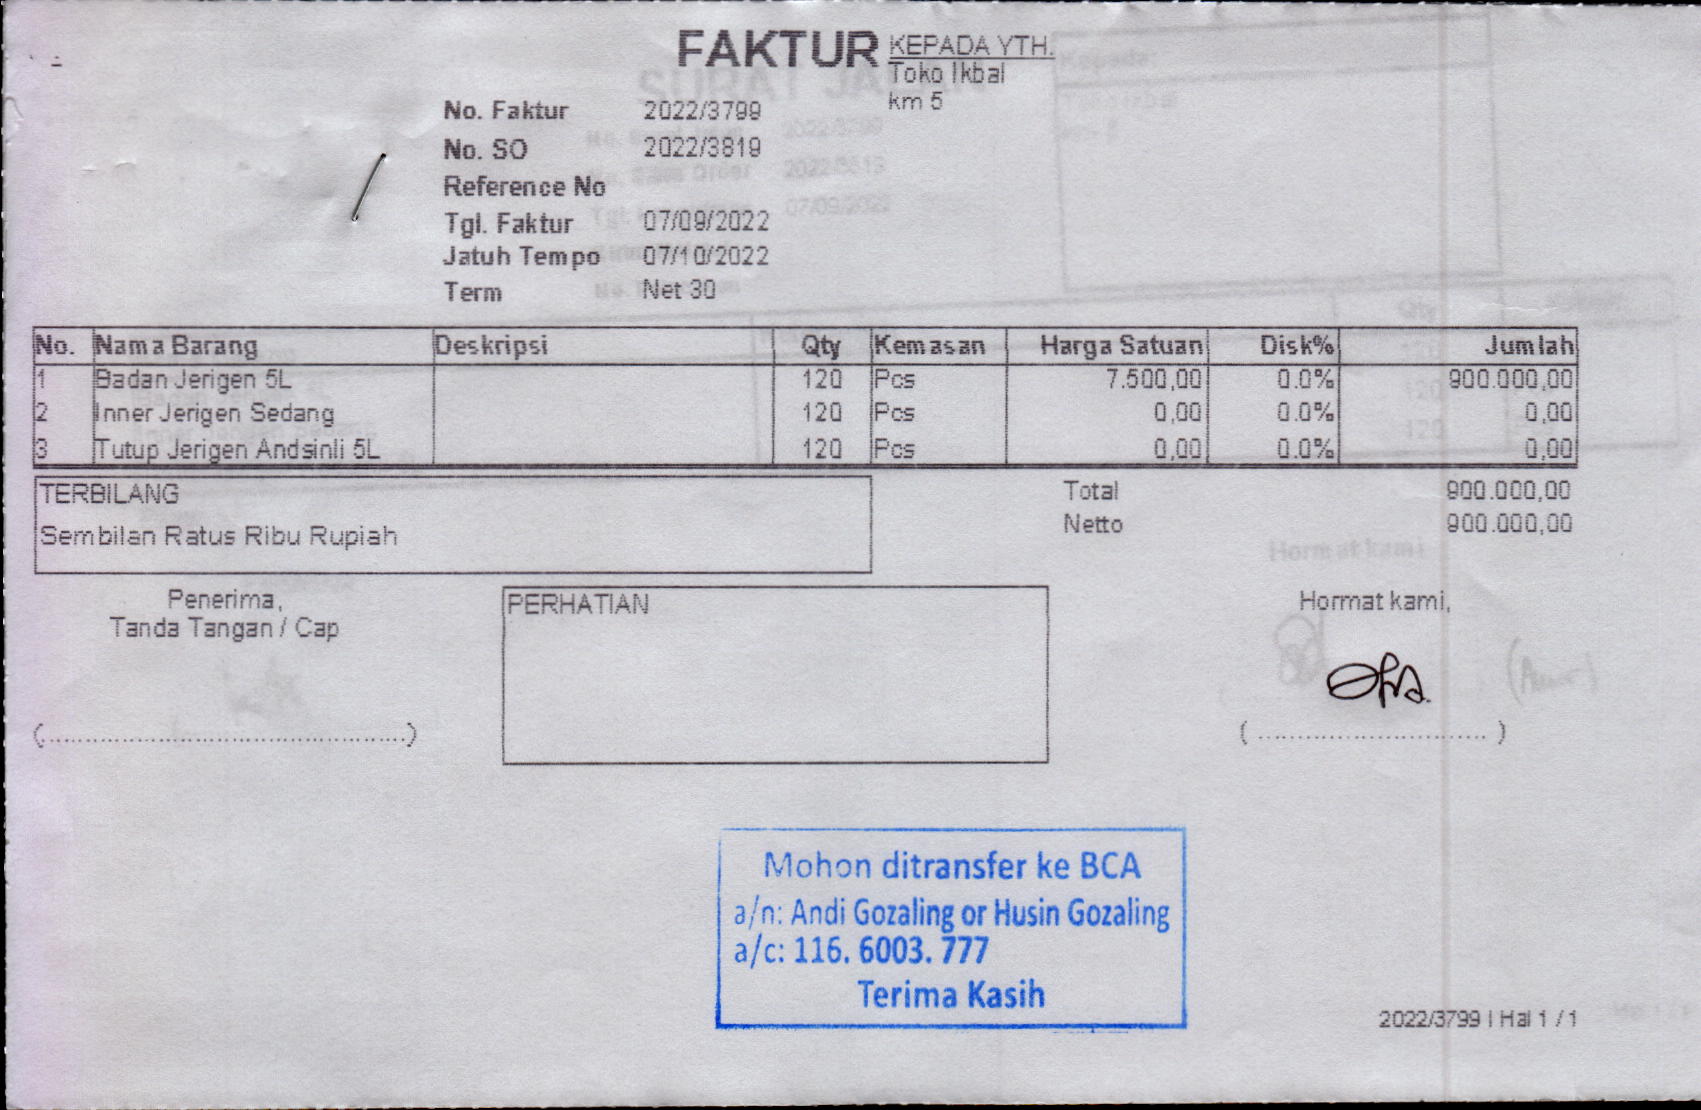 FAKTUR
KEPADA YTH.
Toko Ikbal
km 5
No. Faktur 2022/3799
No. SO 2022/3819
Reference No
Tgl. Faktur 07/09/2022
Jatuh Tempo 07/10/2022
Term Net 30
No. Nama Barang Deskripsi Qty Kemasan Harga Satuan Disk% Jumlah
1 Badan Jerigen 5L 120 Pcs 7.500,00 0.0% 900.000,00
2 Inner Jerigen Sedang 120 Pcs 0,00 0.0% 0,00
3 Tutup Jerigen Andsinli 5L 120 Pcs 0,00 0.0% 0,00
TERBILANG
Sembilan Ratus Ribu Rupiah
Total 900.000,00
Netto 900.000,00
Penerima,
Tanda Tangan / Cap
(..............................................)
PERHATIAN
Hormat kami,
( ............................. )
Mohon ditransfer ke BCA
a/n: Andi Gozaling or Husin Gozaling
a/c: 116. 6003. 777
Terima Kasih
2022/3799 | Hal 1 / 1